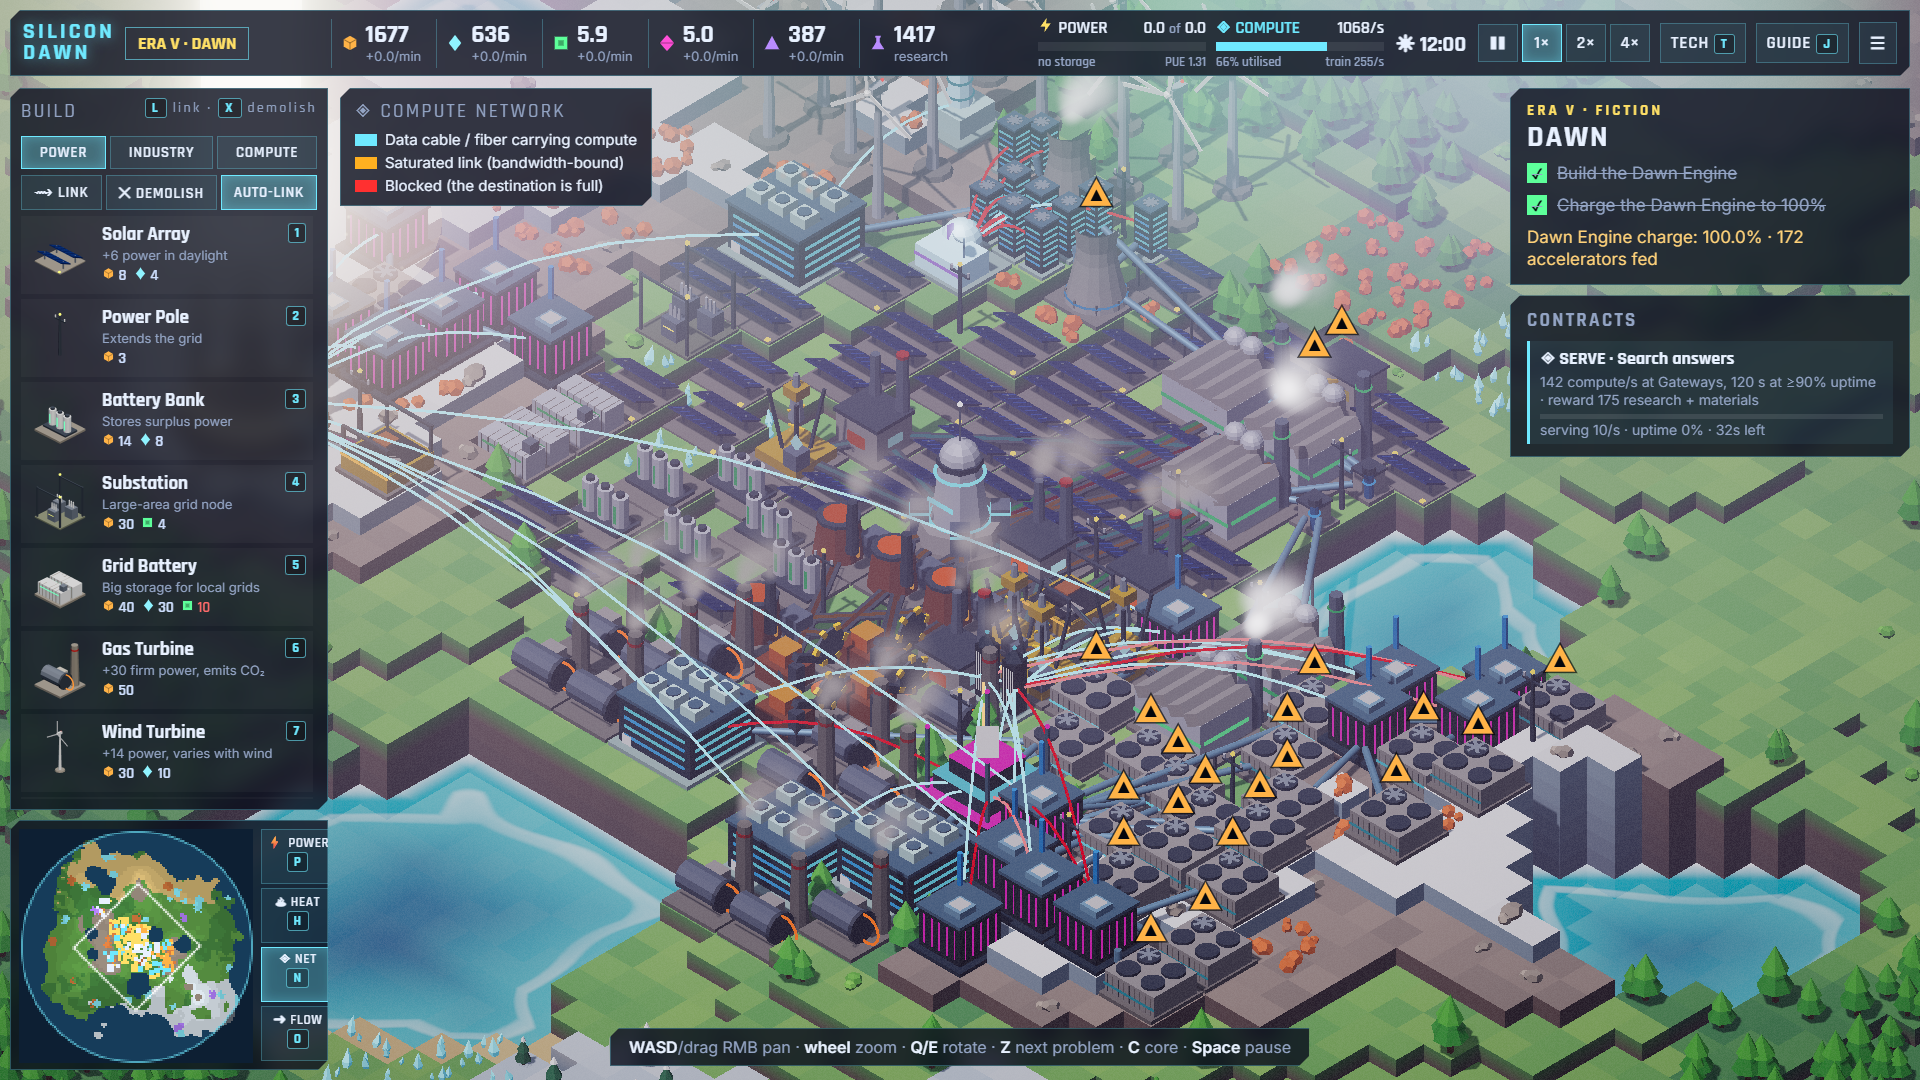 SILICON
DAWN
ERA V · DAWN
1677
+0.0/min
636
+0.0/min
5.9
+0.0/min
5.0
+0.0/min
387
+0.0/min
1417
research
POWER 0.0 of 0.0
no storage PUE 1.31
COMPUTE 1068/s
66% utilised train 255/s
12:00
1×
2×
4×
TECH T
GUIDE J
BUILD L link · X demolish
POWER INDUSTRY COMPUTE
LINK DEMOLISH AUTO-LINK
Solar Array 1
+6 power in daylight
8 4
Power Pole 2
Extends the grid
3
Battery Bank 3
Stores surplus power
14 8
Substation 4
Large-area grid node
30 4
Grid Battery 5
Big storage for local grids
40 30 10
Gas Turbine 6
+30 firm power, emits CO₂
50
Wind Turbine 7
+14 power, varies with wind
30 10
COMPUTE NETWORK
Data cable / fiber carrying compute
Saturated link (bandwidth-bound)
Blocked (the destination is full)
ERA V · FICTION
DAWN
Build the Dawn Engine
Charge the Dawn Engine to 100%
Dawn Engine charge: 100.0% · 172
accelerators fed
CONTRACTS
SERVE · Search answers
142 compute/s at Gateways, 120 s at ≥90% uptime
· reward 175 research + materials
serving 10/s · uptime 0% · 32s left
POWER
P
HEAT
H
NET
N
FLOW
O
WASD/drag RMB pan · wheel zoom · Q/E rotate · Z next problem · C core · Space pause